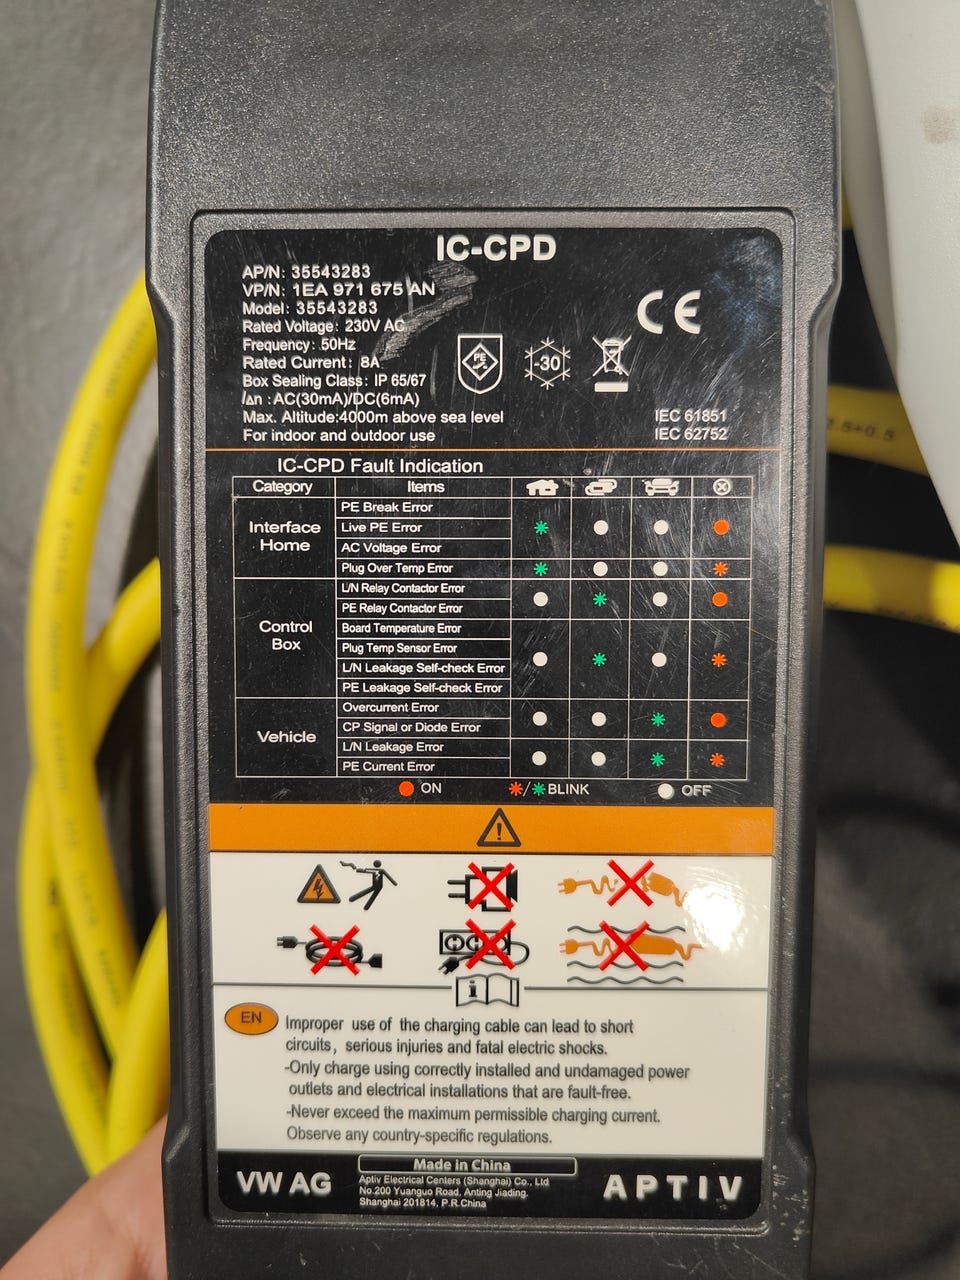 IC-CPD
AP/N: 35543283
VP/N: 1EA 971 675 AN
Model: 35543283
Rated Voltage: 230V AC
Frequency: 50Hz
Rated Current: 8A
Box Sealing Class: IP 65/67
I∆n :AC(30mA)/DC(6mA)
Max. Altitude:4000m above sea level
For indoor and outdoor use
CE
PE
-30
IEC 61851
IEC 62752
IC-CPD Fault Indication
Category Items
Interface Home
PE Break Error
Live PE Error
AC Voltage Error
Plug Over Temp Error
Control Box
L/N Relay Contactor Error
PE Relay Contactor Error
Board Temperature Error
Plug Temp Sensor Error
L/N Leakage Self-check Error
PE Leakage Self-check Error
Vehicle
Overcurrent Error
CP Signal or Diode Error
L/N Leakage Error
PE Current Error
ON / BLINK OFF
EN
Improper use of the charging cable can lead to short
circuits, serious injuries and fatal electric shocks.
-Only charge using correctly installed and undamaged power
outlets and electrical installations that are fault-free.
-Never exceed the maximum permissible charging current.
Observe any country-specific regulations.
VW AG
Made in China
Aptiv Electrical Centers (Shanghai) Co., Ltd
No.200 Yuanguo Road, Anting Jiading.
Shanghai 201814, P.R.China
APTIV
2.5+0.5